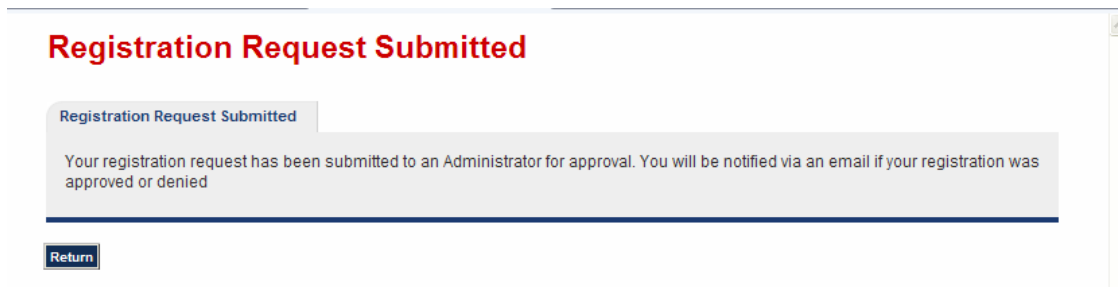 Registration Request Submitted
Registration Request Submitted
Your registration request has been submitted to an Administrator for approval. You will be notified via an email if your registration was
approved or denied
Return